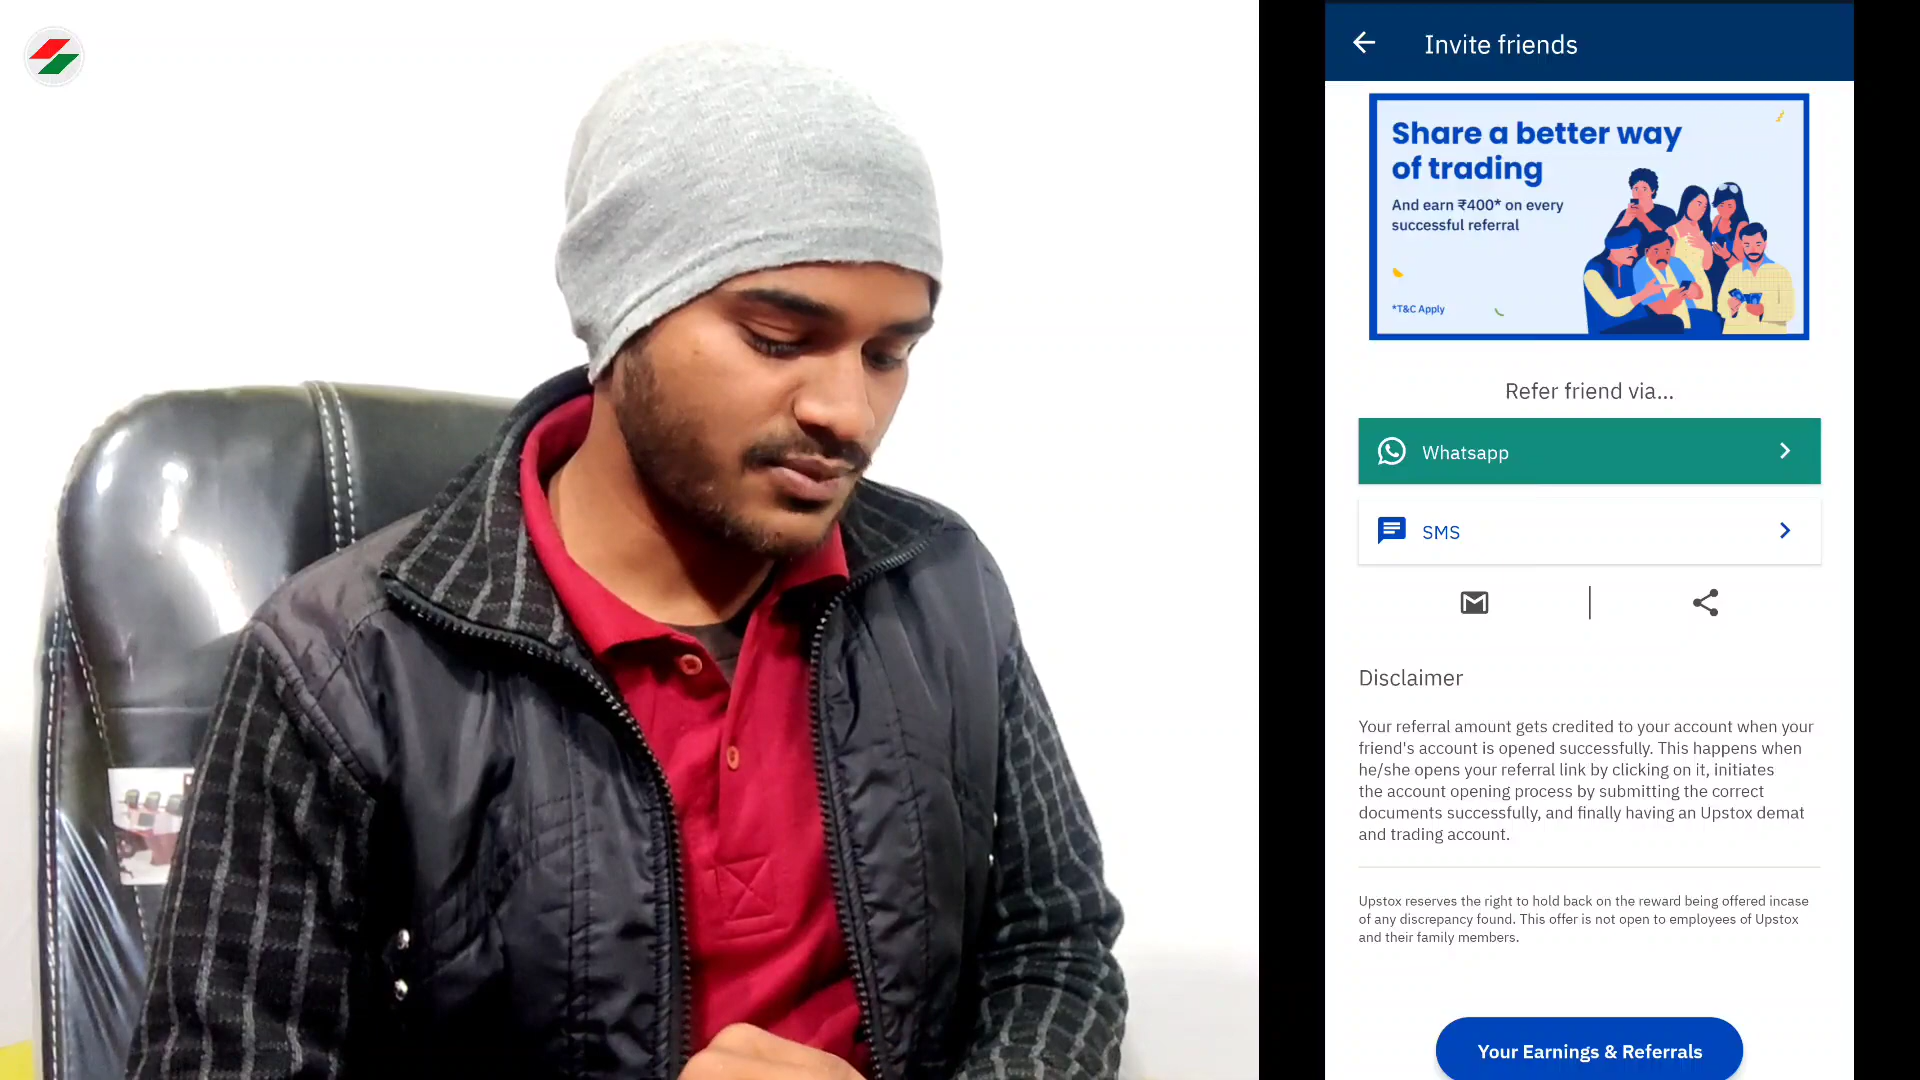 Invite friends
Share a better way
of trading
And earn ₹400* on every
successful referral
*T&C Apply
Refer friend via...
Whatsapp
SMS
Disclaimer
Your referral amount gets credited to your account when your
friend's account is opened successfully. This happens when
he/she opens your referral link by clicking on it, initiates
the account opening process by submitting the correct
documents successfully, and finally having an Upstox demat
and trading account.
Upstox reserves the right to hold back on the reward being offered incase
of any discrepancy found. This offer is not open to employees of Upstox
and their family members.
Your Earnings & Referrals